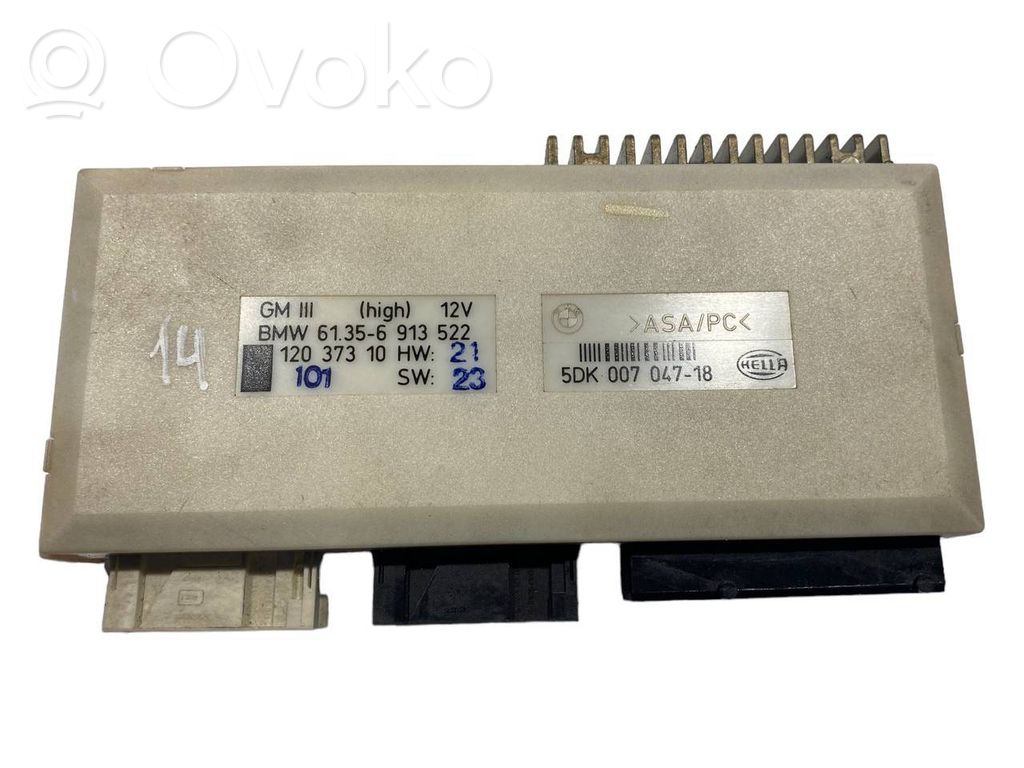 Ovoko
GM III (high) 12V
BMW 61.35-6 913 522
120 373 10 HW: 21
101 SW: 23
>ASA/PC<
5DK 007 047-18
HELLA
14